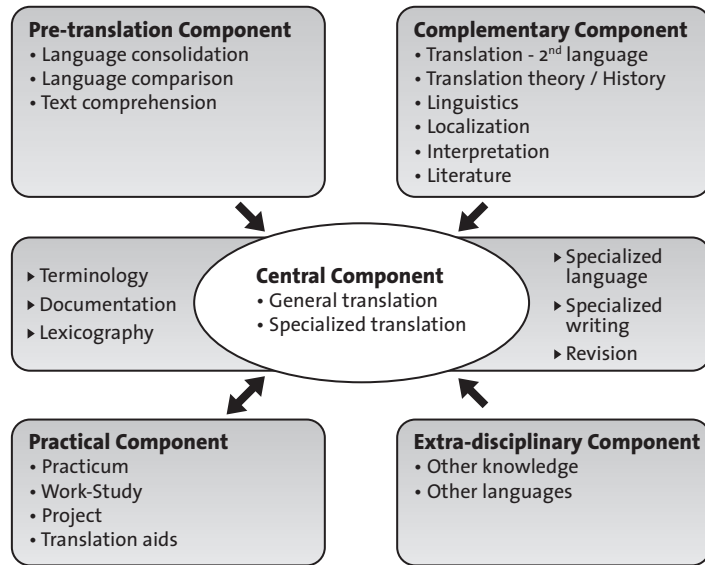 Pre-translation Component
• Language consolidation
• Language comparison
• Text comprehension
Complementary Component
• Translation - 2nd language
• Translation theory / History
• Linguistics
• Localization
• Interpretation
• Literature
▸ Terminology
▸ Documentation
▸ Lexicography
Central Component
• General translation
• Specialized translation
▸ Specialized
language
▸ Specialized
writing
▸ Revision
Practical Component
• Practicum
• Work-Study
• Project
• Translation aids
Extra-disciplinary Component
• Other knowledge
• Other languages